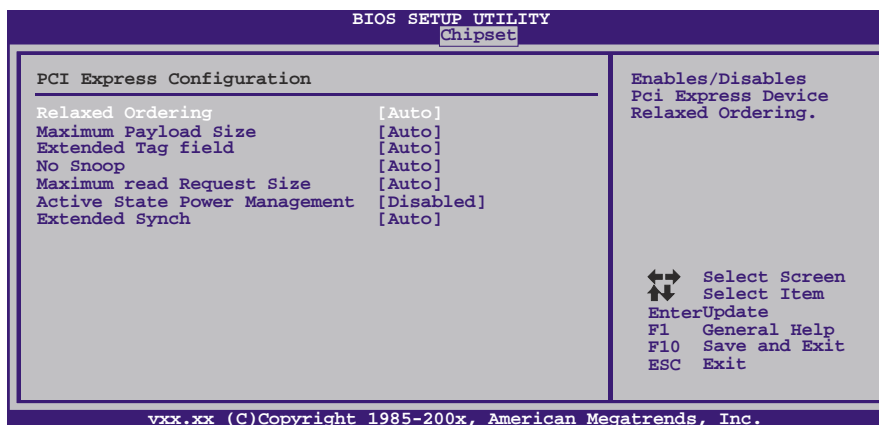 BIOS SETUP UTILITY
Chipset
PCI Express Configuration
Relaxed Ordering [Auto]
Maximum Payload Size [Auto]
Extended Tag field [Auto]
No Snoop [Auto]
Maximum read Request Size [Auto]
Active State Power Management [Disabled]
Extended Synch [Auto]
Enables/Disables
Pci Express Device
Relaxed Ordering.
Select Screen
Select Item
EnterUpdate
F1 General Help
F10 Save and Exit
ESC Exit
vxx.xx (C)Copyright 1985-200x, American Megatrends, Inc.